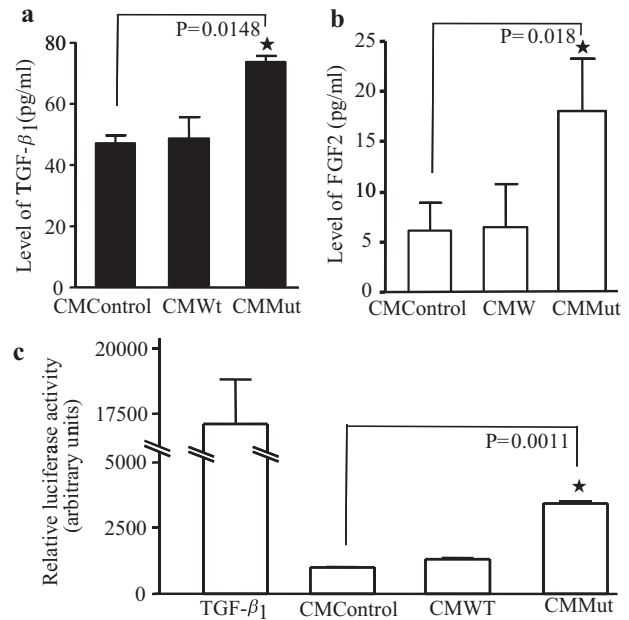 a
P=0.0148
★
Level of TGF-β1(pg/ml)
80
60
40
20
0
CMControl CMWt CMMut
b
P=0.018
★
Level of FGF2 (pg/ml)
25
20
15
10
5
0
CMControl CMW CMMut
c
Relative luciferase activity
(arbitrary units)
20000
17500
5000
2500
0
P=0.0011
★
TGF-β1 CMControl CMWT CMMut